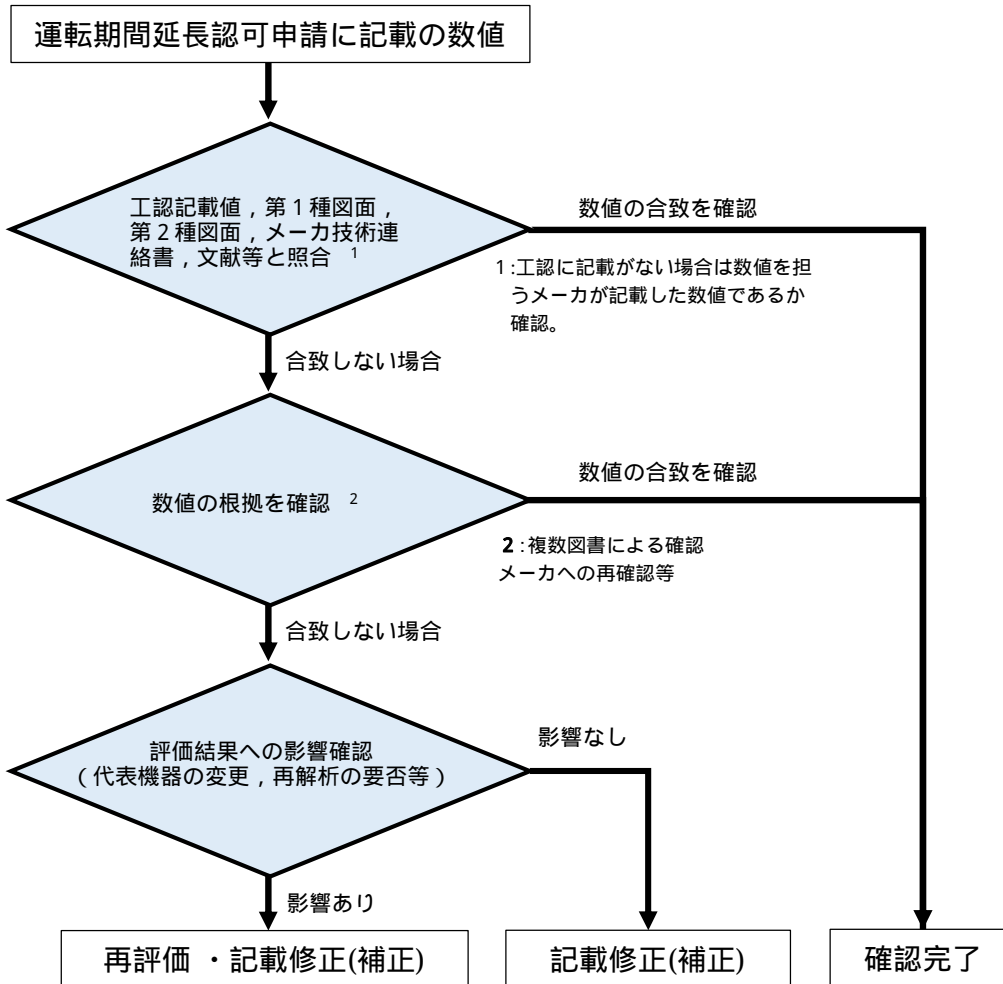 運転期間延長認可申請に記載の数値
工認記載値，第１種図面，
第２種図面，メーカ技術連
絡書，文献等と照合 1
数値の合致を確認
1 :工認に記載がない場合は数値を担
うメーカが記載した数値であるか
確認。
合致しない場合
数値の根拠を確認 2
数値の合致を確認
2 :複数図書による確認
メーカへの再確認等
合致しない場合
評価結果への影響確認
（代表機器の変更，再解析の要否等）
影響なし
影響あり
再評価 ・記載修正(補正)
記載修正(補正)
確認完了